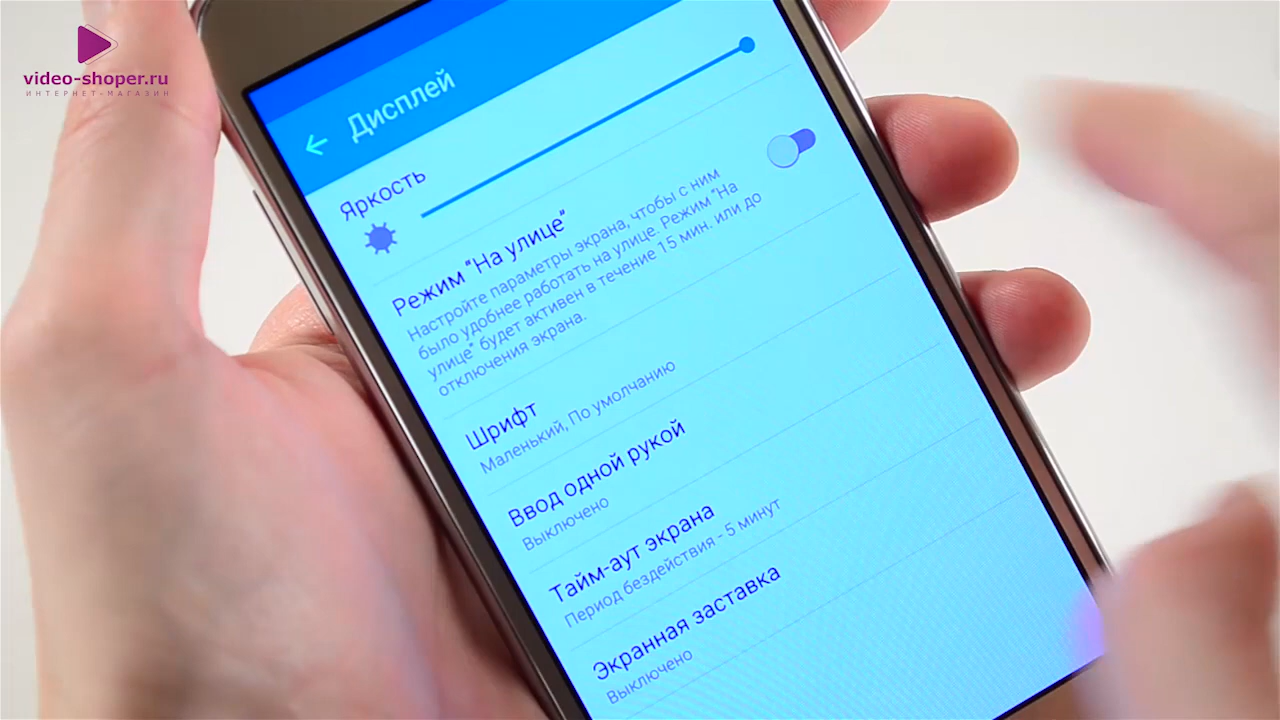 video-shoper.ru
ИНТЕРНЕТ-МАГАЗИН
Дисплей
Яркость
Режим “На улице”
Настройте параметры экрана, чтобы с ним
было удобнее работать на улице. Режим “На
улице” будет активен в течение 15 мин. или до
отключения экрана.
Шрифт
Маленький, По умолчанию
Ввод одной рукой
Выключено
Тайм-аут экрана
Период бездействия - 5 минут
Экранная заставка
Выключено